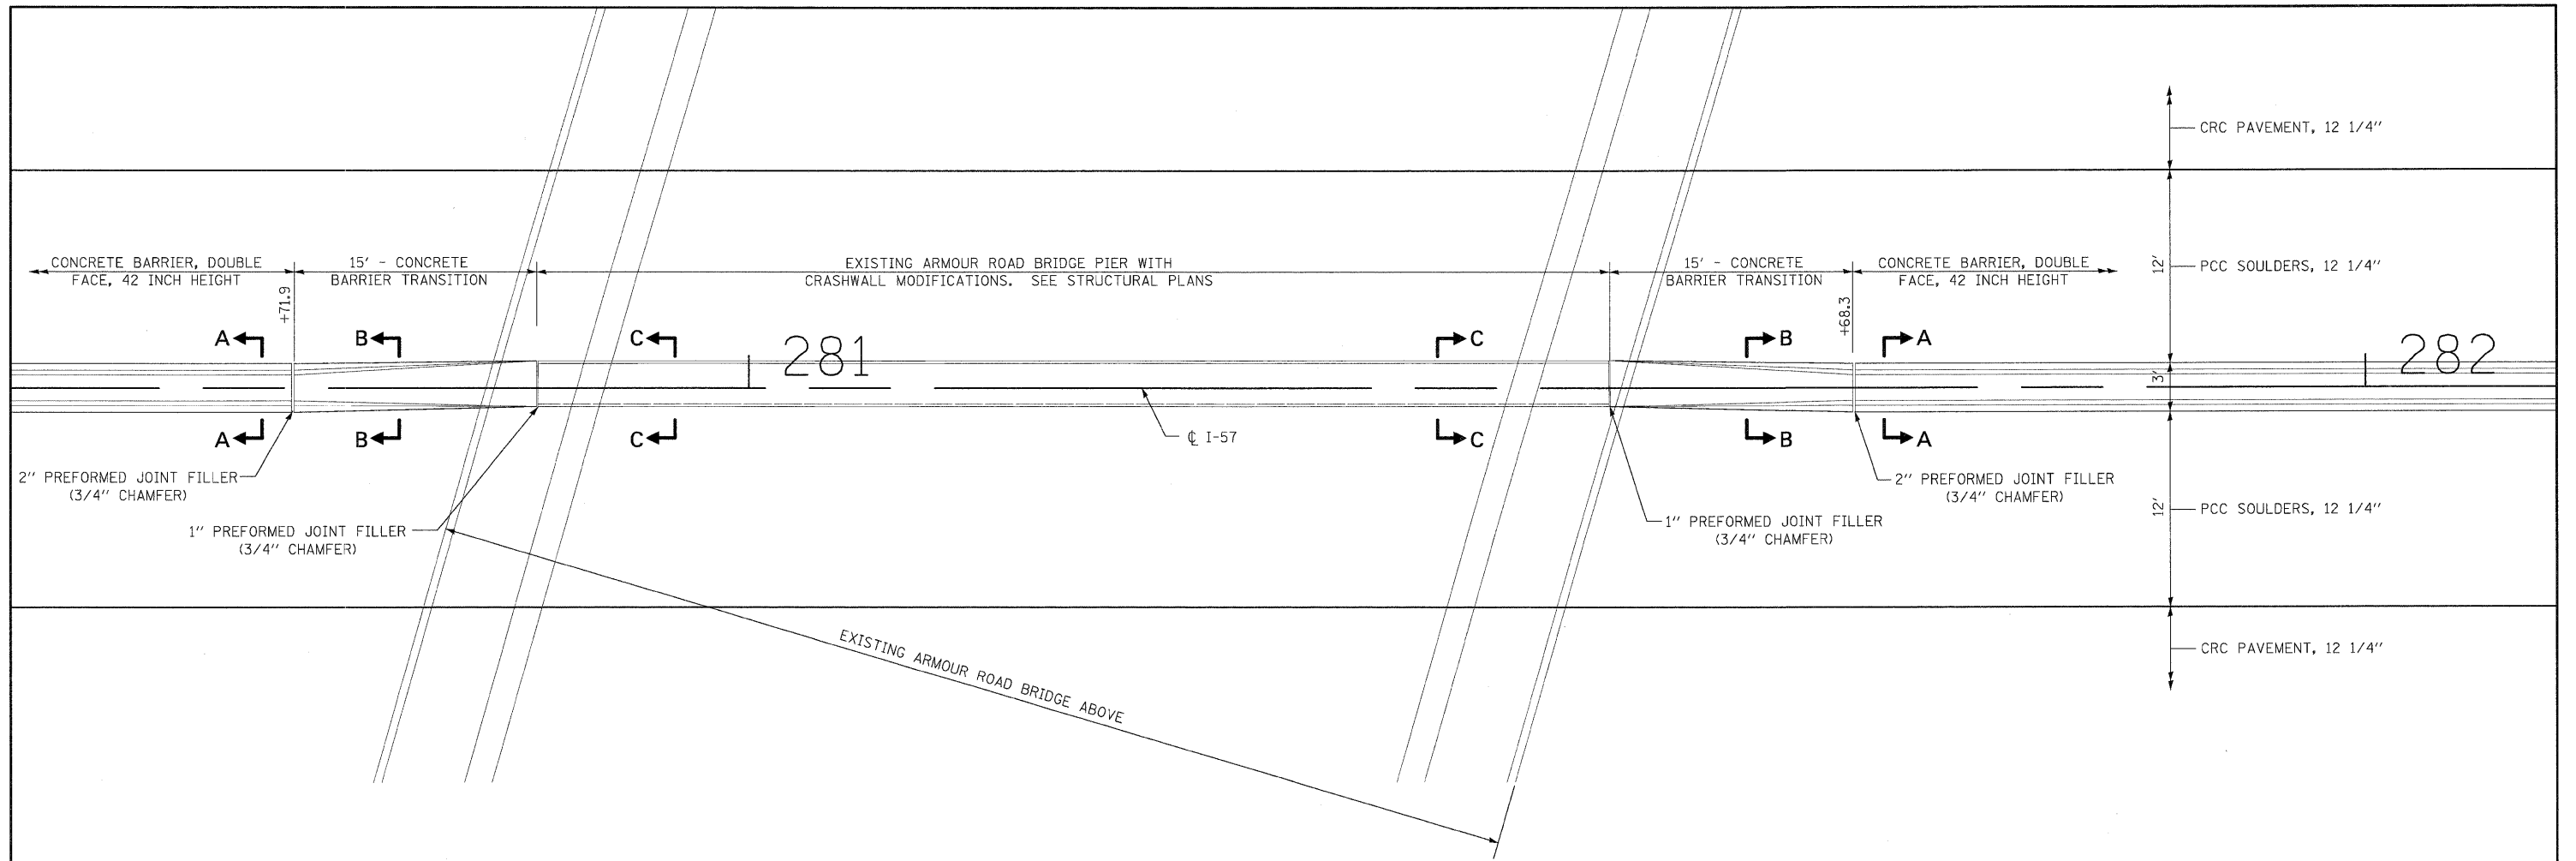 CRC PAVEMENT, 12 1/4"
CONCRETE BARRIER, DOUBLE
FACE, 42 INCH HEIGHT
15' - CONCRETE
BARRIER TRANSITION
EXISTING ARMOUR ROAD BRIDGE PIER WITH
CRASHWALL MODIFICATIONS. SEE STRUCTURAL PLANS
15' - CONCRETE
BARRIER TRANSITION
CONCRETE BARRIER, DOUBLE
FACE, 42 INCH HEIGHT
12'
PCC SOULDERS, 12 1/4"
+71.9
+68.3
A
B
C
281
C
B
A
282
3'
A
B
C
℄ I-57
C
B
A
2" PREFORMED JOINT FILLER
(3/4" CHAMFER)
2" PREFORMED JOINT FILLER
(3/4" CHAMFER)
1" PREFORMED JOINT FILLER
(3/4" CHAMFER)
1" PREFORMED JOINT FILLER
(3/4" CHAMFER)
12'
PCC SOULDERS, 12 1/4"
EXISTING ARMOUR ROAD BRIDGE ABOVE
CRC PAVEMENT, 12 1/4"